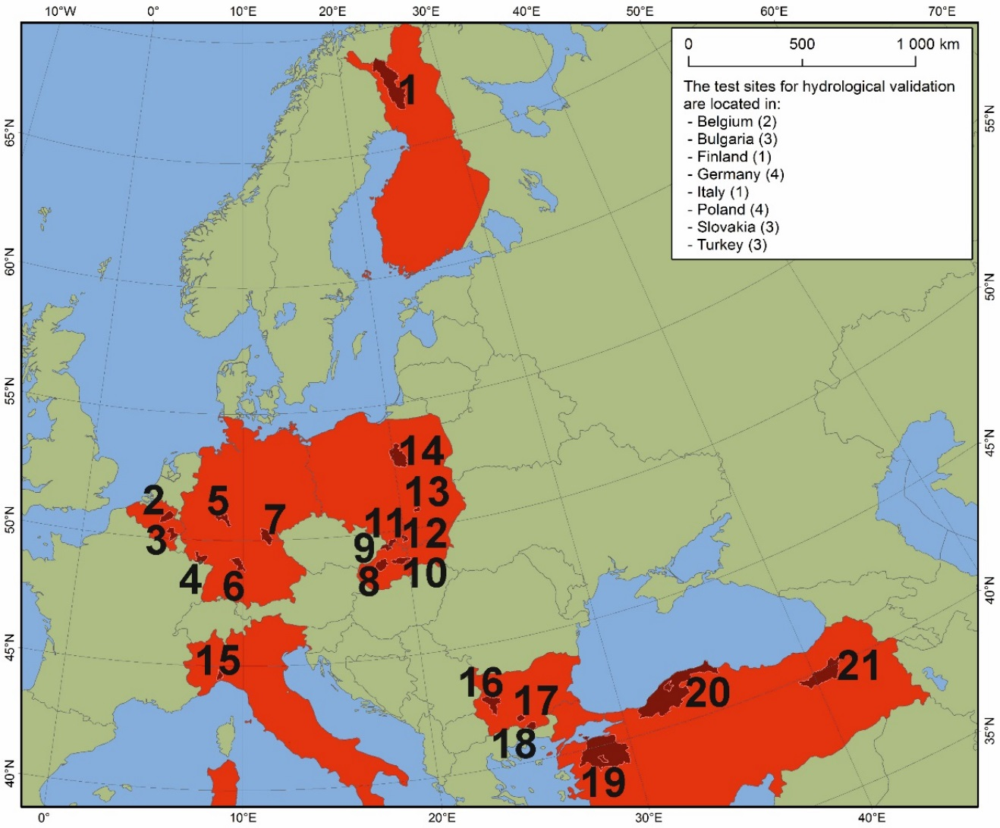 10°W 0° 10°E 20°E 30°E 40°E 50°E 60°E 70°E
0 500 1 000 km
The test sites for hydrological validation
are located in:
- Belgium (2)
- Bulgaria (3)
- Finland (1)
- Germany (4)
- Italy (1)
- Poland (4)
- Slovakia (3)
- Turkey (3)
65°N
60°N
55°N
50°N
45°N
40°N
55°N
50°N
45°N
40°N
35°N
1
14
2
5
13
7
11
12
3
9
4
6
8
10
15
16
17
21
20
18
19
0° 10°E 20°E 30°E 40°E